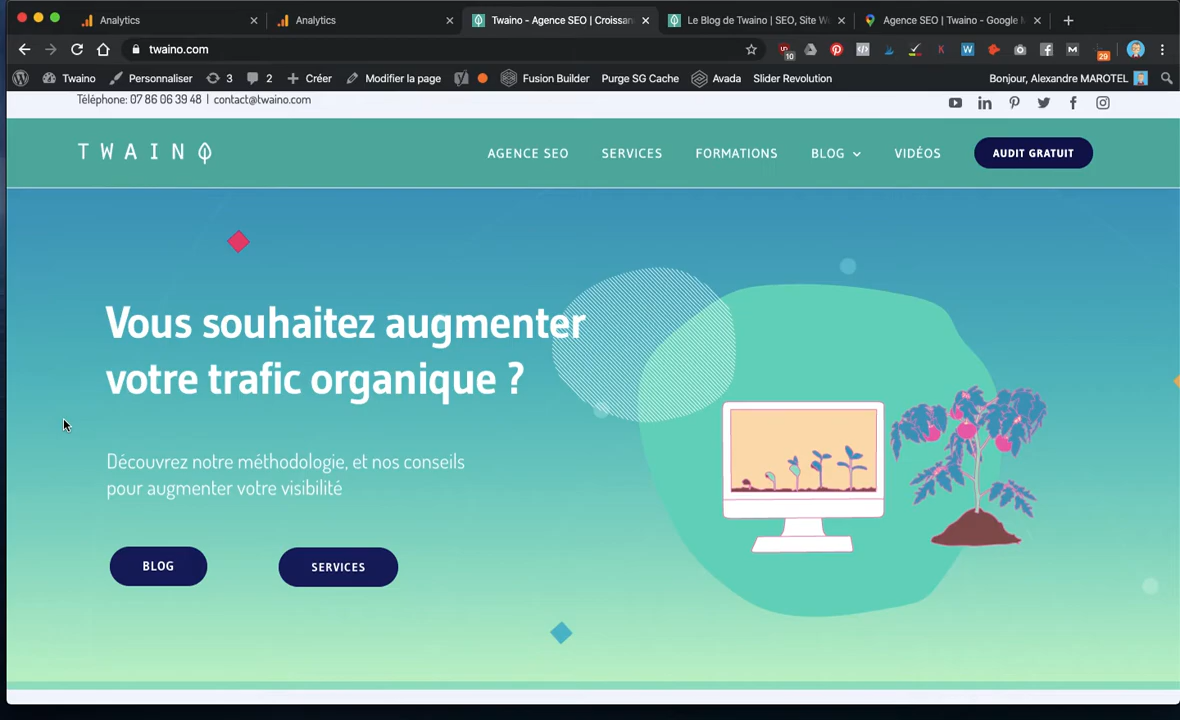 Analytics
Analytics
Twaino - Agence SEO | Croissan
Le Blog de Twaino | SEO, Site W
Agence SEO | Twaino - Google M
twaino.com
10
29
Twaino
Personnaliser
3
2
Créer
Modifier la page
Fusion Builder
Purge SG Cache
Avada
Slider Revolution
Bonjour, Alexandre MAROTEL
Téléphone: 07 86 06 39 48 | contact@twaino.com
TWAINO
AGENCE SEO
SERVICES
FORMATIONS
BLOG
VIDÉOS
AUDIT GRATUIT
Vous souhaitez augmenter
votre trafic organique ?
Découvrez notre méthodologie, et nos conseils
pour augmenter votre visibilité
BLOG
SERVICES